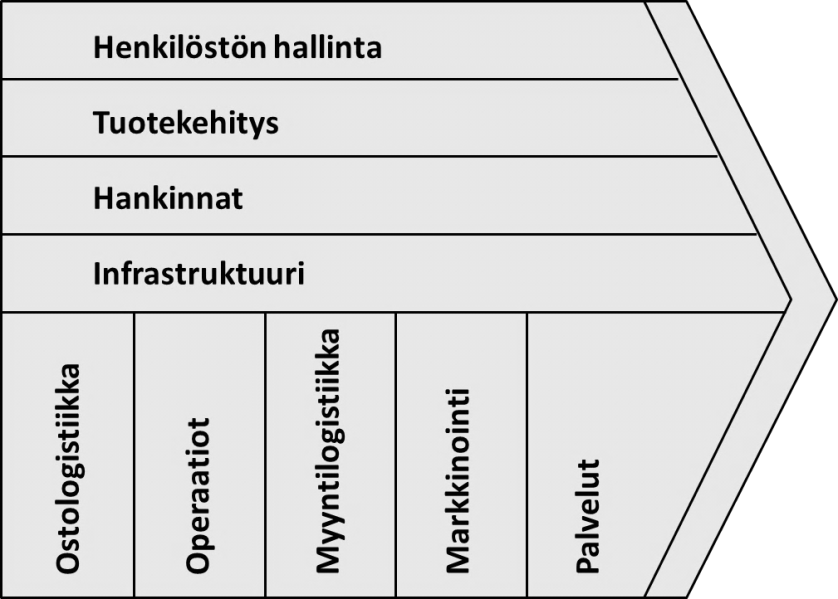 Henkilöstön hallinta
Tuotekehitys
Hankinnat
Infrastruktuuri
Ostologistiikka
Operaatiot
Myyntilogistiikka
Markkinointi
Palvelut